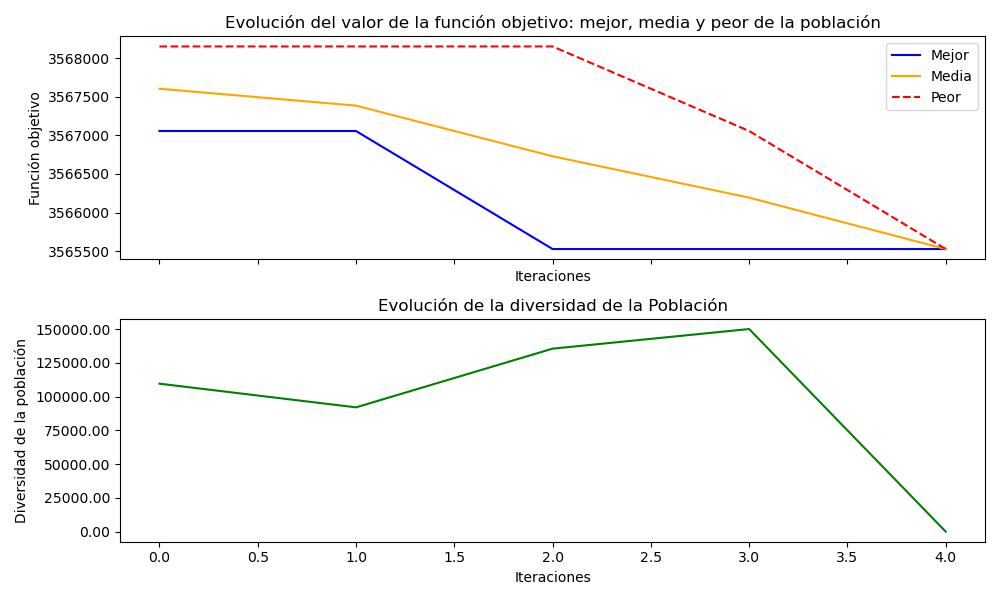 Evolución del valor de la función objetivo: mejor, media y peor de la población
Función objetivo
3568000
3567500
3567000
3566500
3566000
3565500
Mejor
Media
Peor
Iteraciones
Evolución de la diversidad de la Población
Diversidad de la población
150000.00
125000.00
100000.00
75000.00
50000.00
25000.00
0.00
0.0 0.5 1.0 1.5 2.0 2.5 3.0 3.5 4.0
Iteraciones